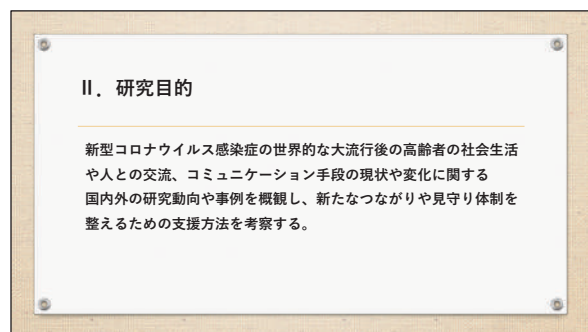 Ⅱ．研究目的
新型コロナウイルス感染症の世界的な大流行後の高齢者の社会生活
や人との交流、コミュニケーション手段の現状や変化に関する
国内外の研究動向や事例を概観し、新たなつながりや見守り体制を
整えるための支援方法を考察する。